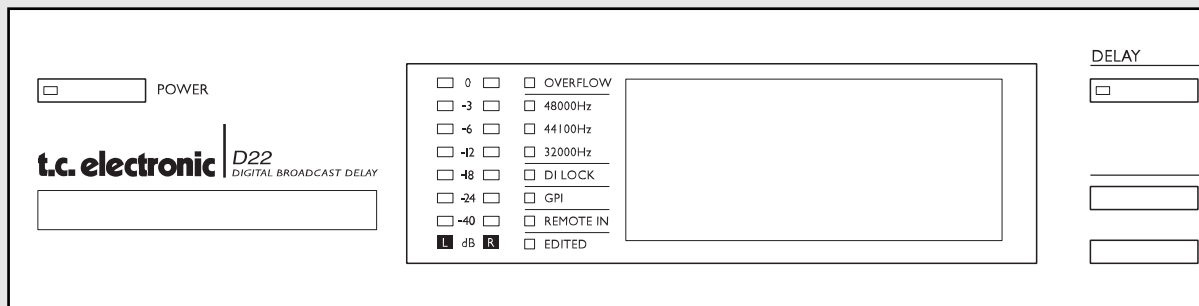 POWER
t.c. electronic
D22
DIGITAL BROADCAST DELAY
0
-3
-6
-12
-18
-24
-40
L dB R
OVERFLOW
48000Hz
44100Hz
32000Hz
DI LOCK
GPI
REMOTE IN
EDITED
DELAY